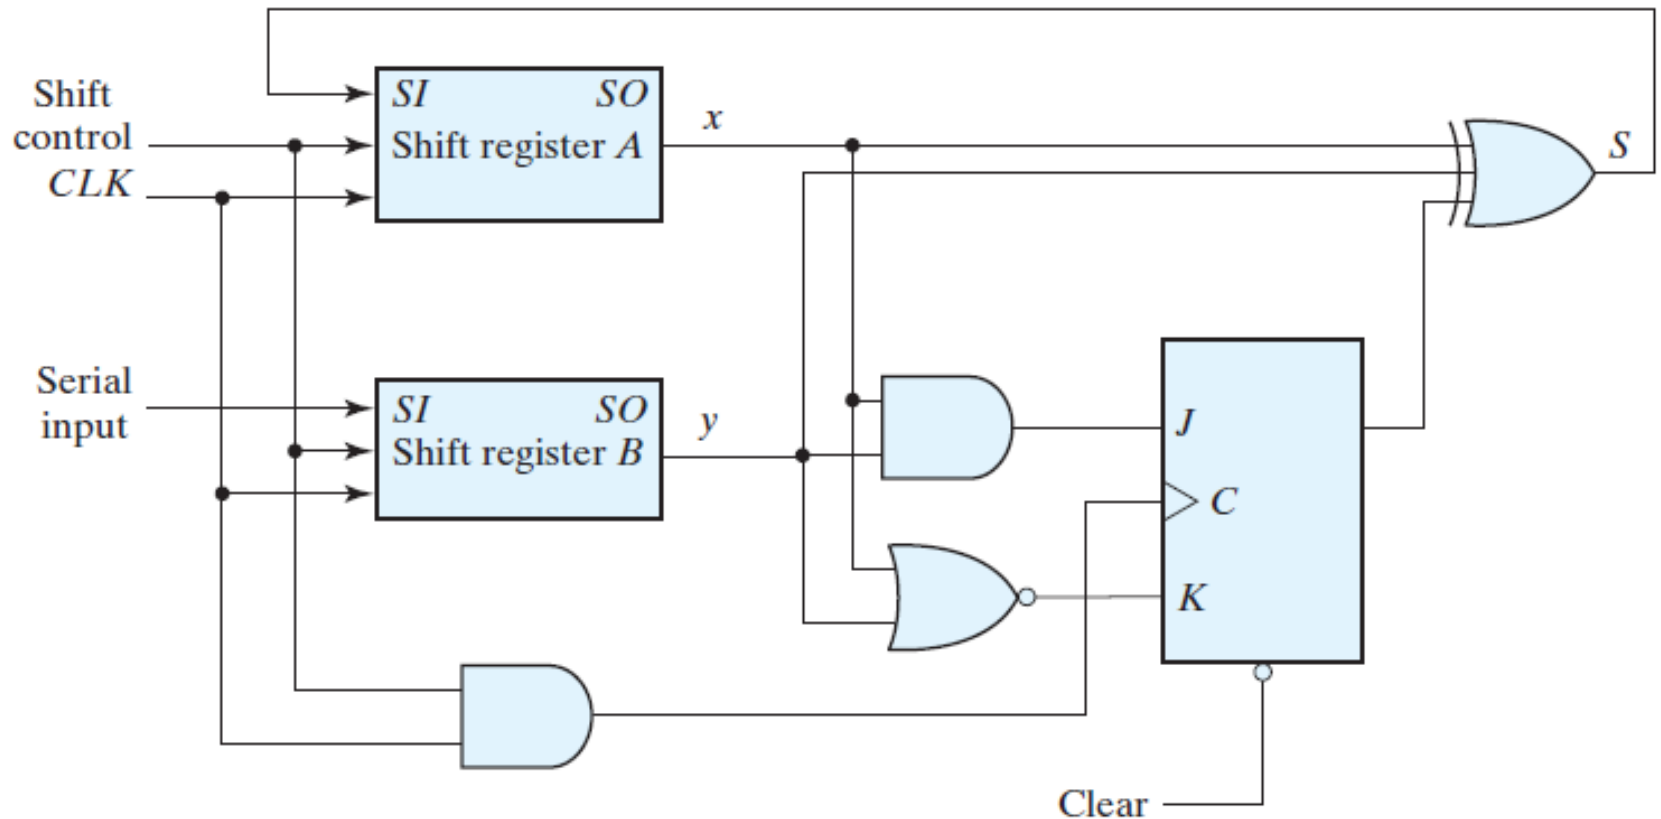 Shift
control
CLK
SI SO
Shift register A
x
S
Serial
input
SI SO
Shift register B
y
J
C
K
Clear